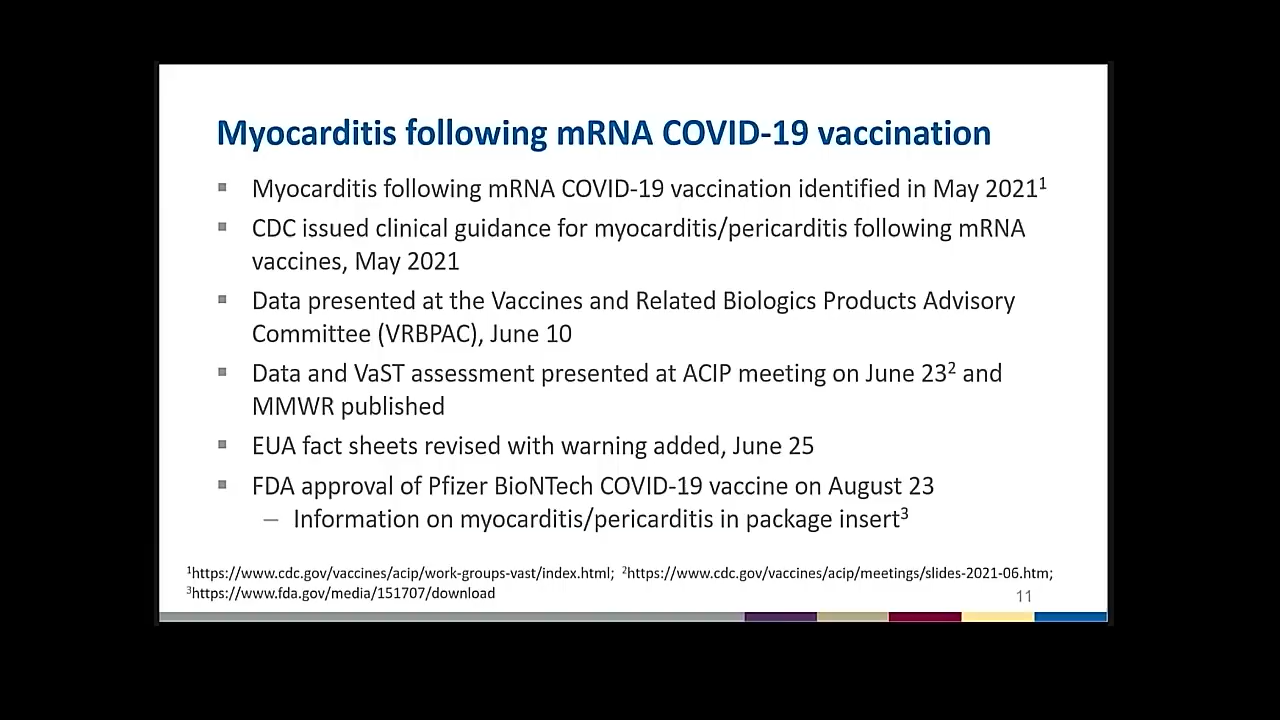 Myocarditis following mRNA COVID-19 vaccination
▪ Myocarditis following mRNA COVID-19 vaccination identified in May 2021¹
▪ CDC issued clinical guidance for myocarditis/pericarditis following mRNA
vaccines, May 2021
▪ Data presented at the Vaccines and Related Biologics Products Advisory
Committee (VRBPAC), June 10
▪ Data and VaST assessment presented at ACIP meeting on June 23² and
MMWR published
▪ EUA fact sheets revised with warning added, June 25
▪ FDA approval of Pfizer BioNTech COVID-19 vaccine on August 23
– Information on myocarditis/pericarditis in package insert³
¹https://www.cdc.gov/vaccines/acip/work-groups-vast/index.html; ²https://www.cdc.gov/vaccines/acip/meetings/slides-2021-06.htm;
³https://www.fda.gov/media/151707/download
11